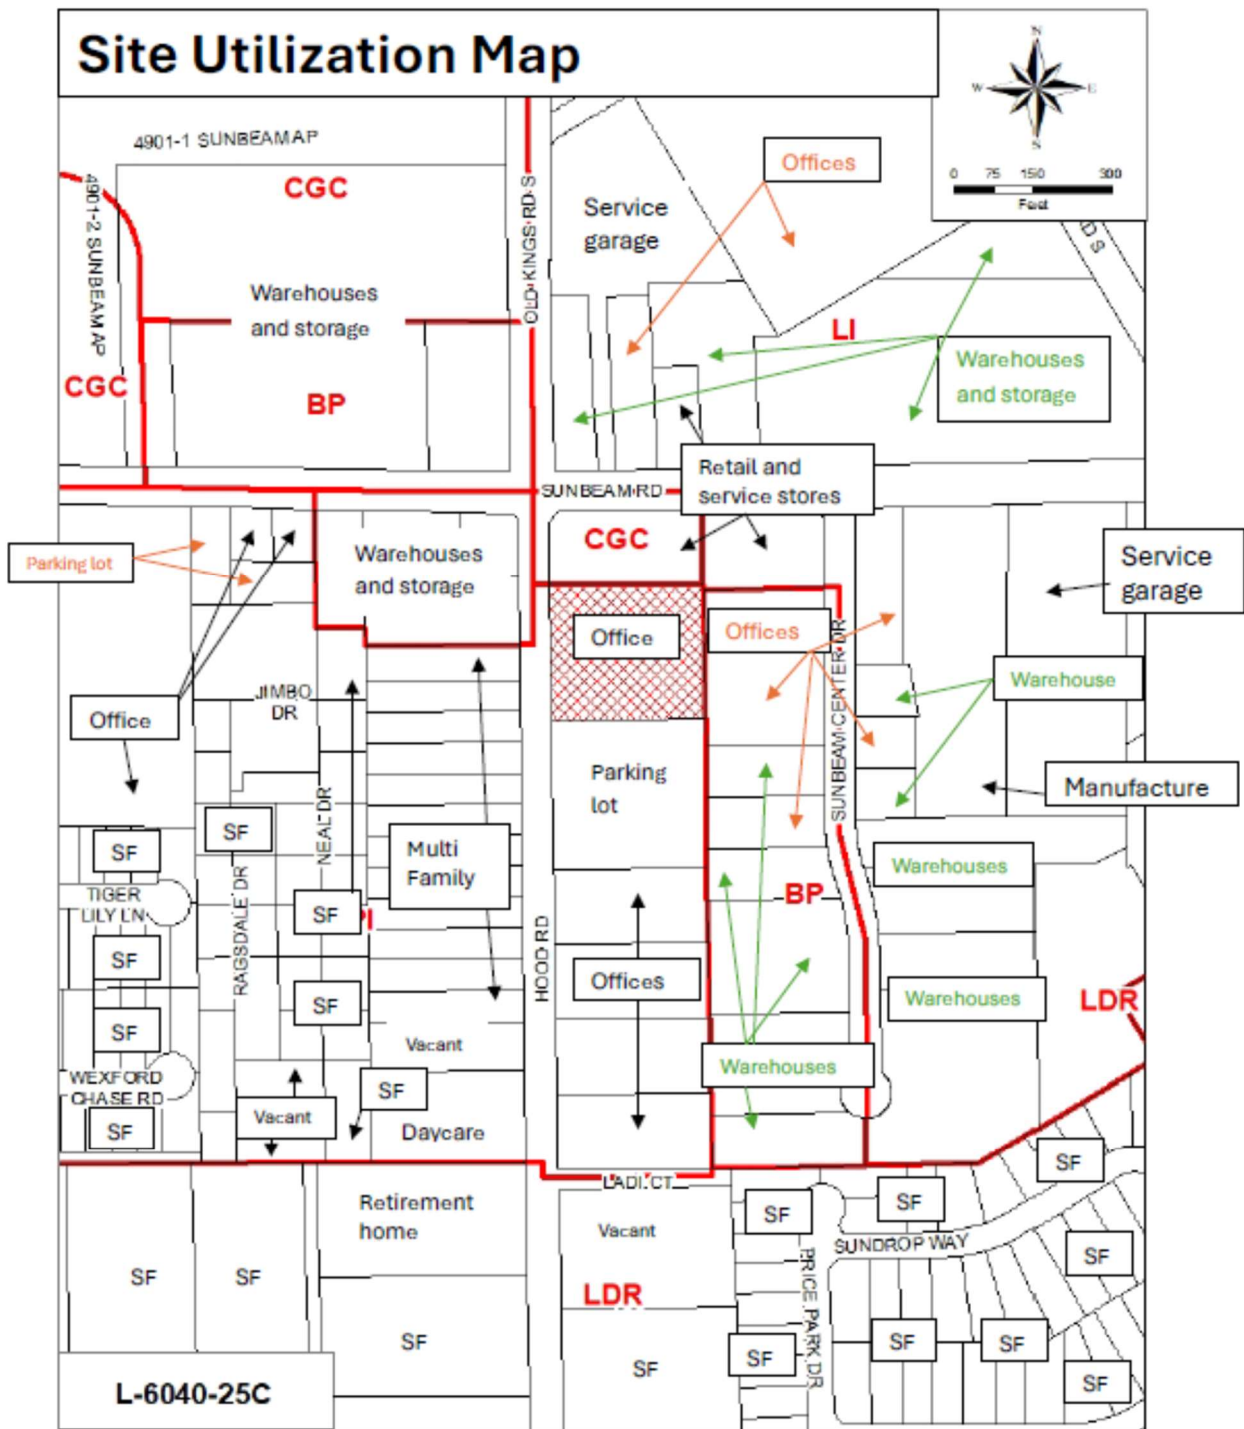 Site Utilization Map
N
W
E
S
0 75 150 300
Feet
4901-1 SUNBEAM AP
4901-2 SUNBEAM AP
CGC
OLD KINGS RD S
Service
garage
Offices
D S
Warehouses
and storage
LI
Warehouses
and storage
CGC
BP
Retail and
service stores
SUNBEAM RD
CGC
Parking lot
Warehouses
and storage
Service
garage
Office
Offices
SUNBEAM CENTER DR
Warehouse
JIMBO
DR
Office
Parking
lot
Manufacture
NEAL DR
SF
SF
Multi
Family
Warehouses
TIGER
LILY LN
RAGSDALE DR
SF
BP
HOOD RD
SF
Offices
SF
Warehouses
LDR
SF
Vacant
Warehouses
WEXFORD
CHASE RD
SF
Vacant
SF
Daycare
SF
LADI CT
Retirement
home
Vacant
SF
SF
SUNDROP WAY
SF
SF
SF
LDR
PRICE PARK DR
SF
SF
SF
SF
SF
SF
L-6040-25C